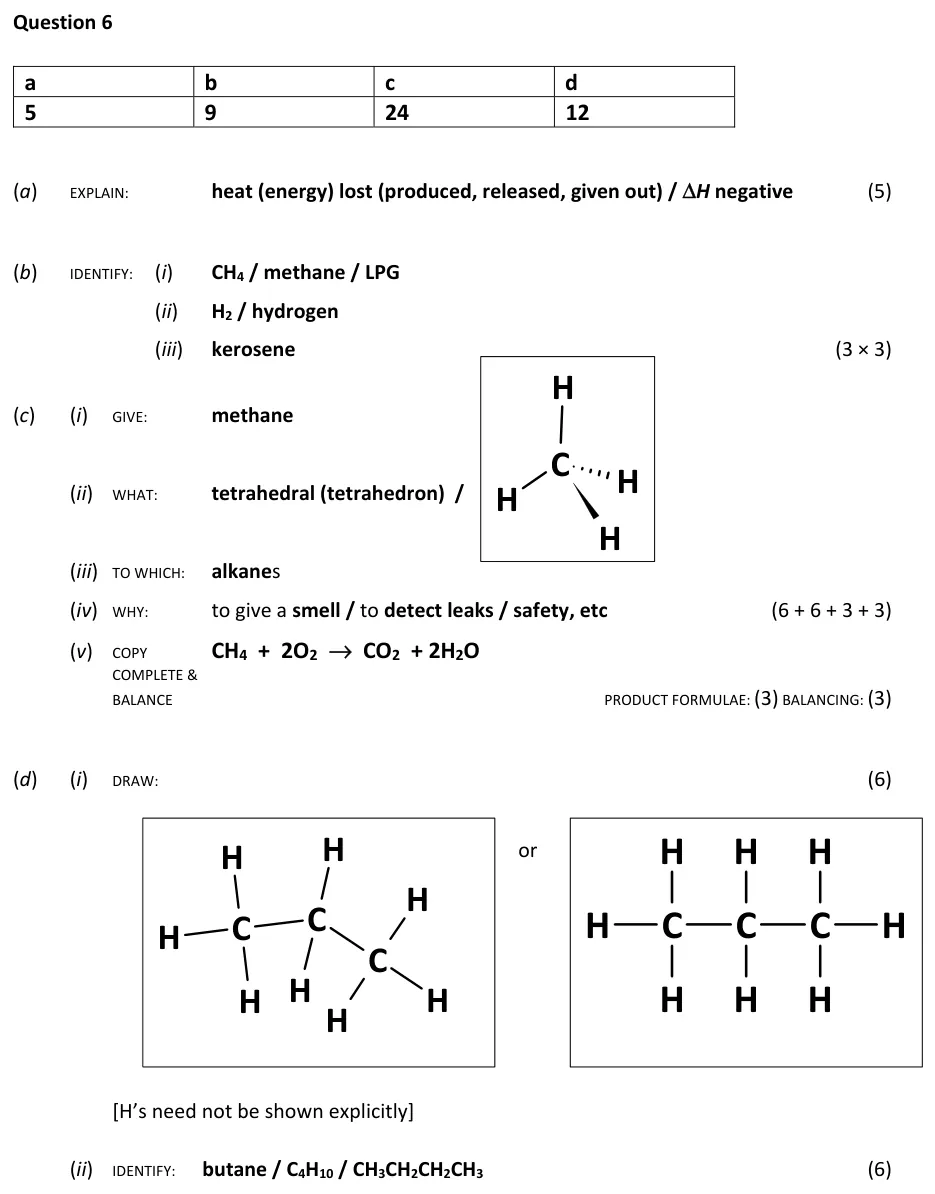 Question 6
a b c d
5 9 24 12
(a) EXPLAIN: heat (energy) lost (produced, released, given out) / ΔH negative (5)
(b) IDENTIFY: (i) CH₄ / methane / LPG
(ii) H₂ / hydrogen
(iii) kerosene (3 × 3)
(c) (i) GIVE: methane
(ii) WHAT: tetrahedral (tetrahedron) /
H
C
H
H
H
(iii) TO WHICH: alkanes
(iv) WHY: to give a smell / to detect leaks / safety, etc (6 + 6 + 3 + 3)
(v) COPY CH₄ + 2O₂ → CO₂ + 2H₂O
COMPLETE &
BALANCE PRODUCT FORMULAE: (3) BALANCING: (3)
(d) (i) DRAW: (6)
H H
H
C C
H
C
H H
H
H
or
H H H
H C C C H
H H H
[H’s need not be shown explicitly]
(ii) IDENTIFY: butane / C₄H₁₀ / CH₃CH₂CH₂CH₃ (6)